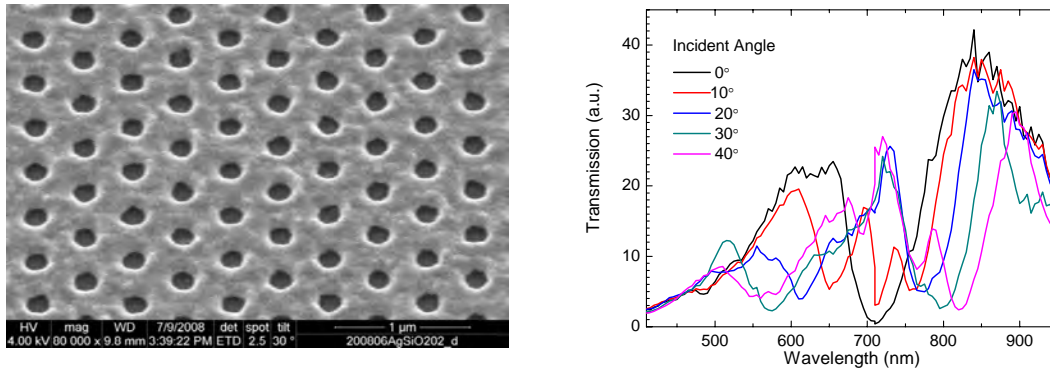 HV mag WD 7/9/2008 det spot tilt
4.00 kV 80 000 x 9.8 mm 3:39:22 PM ETD 2.5 30 °
1 µm
200806AgSiO202_d
Transmission (a.u.)
40
30
20
10
0
Incident Angle
0°
10°
20°
30°
40°
500 600 700 800 900
Wavelength (nm)